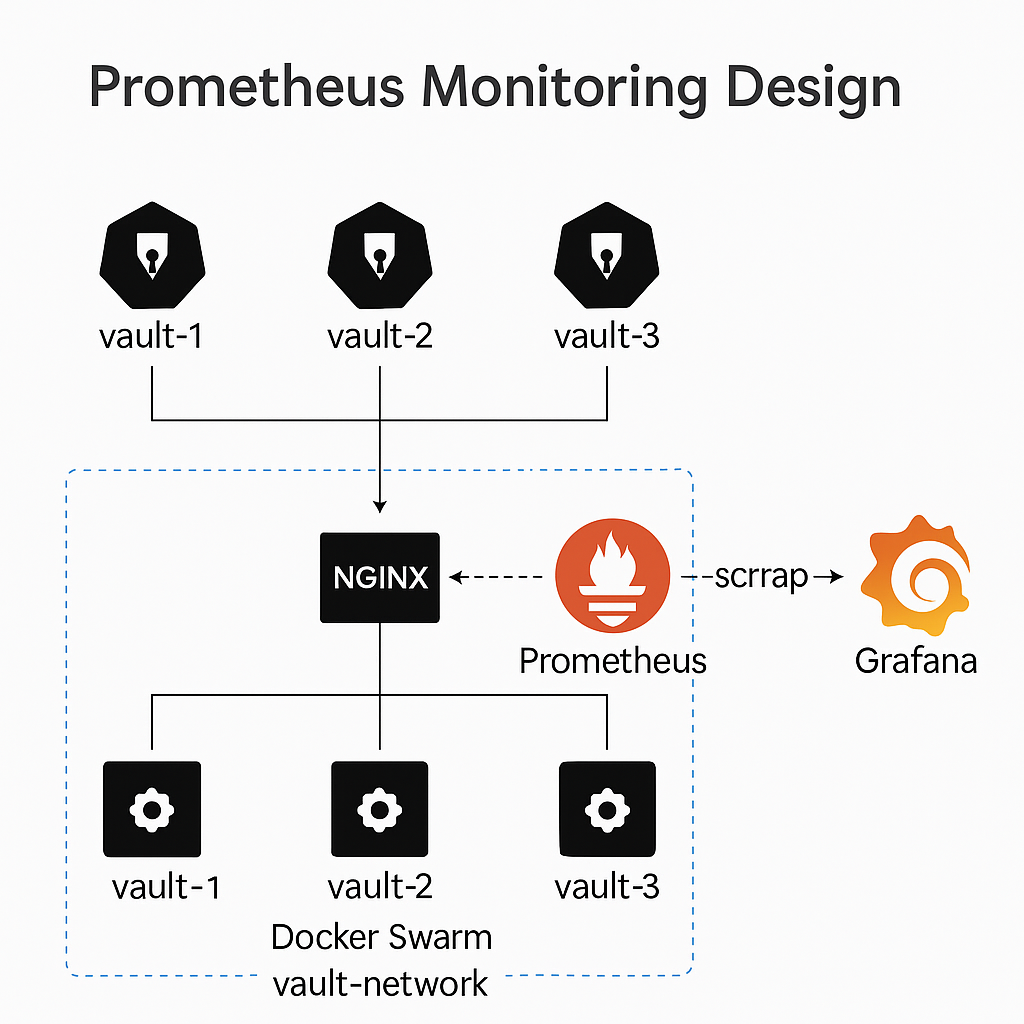 Prometheus Monitoring Design
vault-1
vault-2
vault-3
NGINX
scrrap
Prometheus
Grafana
vault-1
vault-2
vault-3
Docker Swarm
vault-network